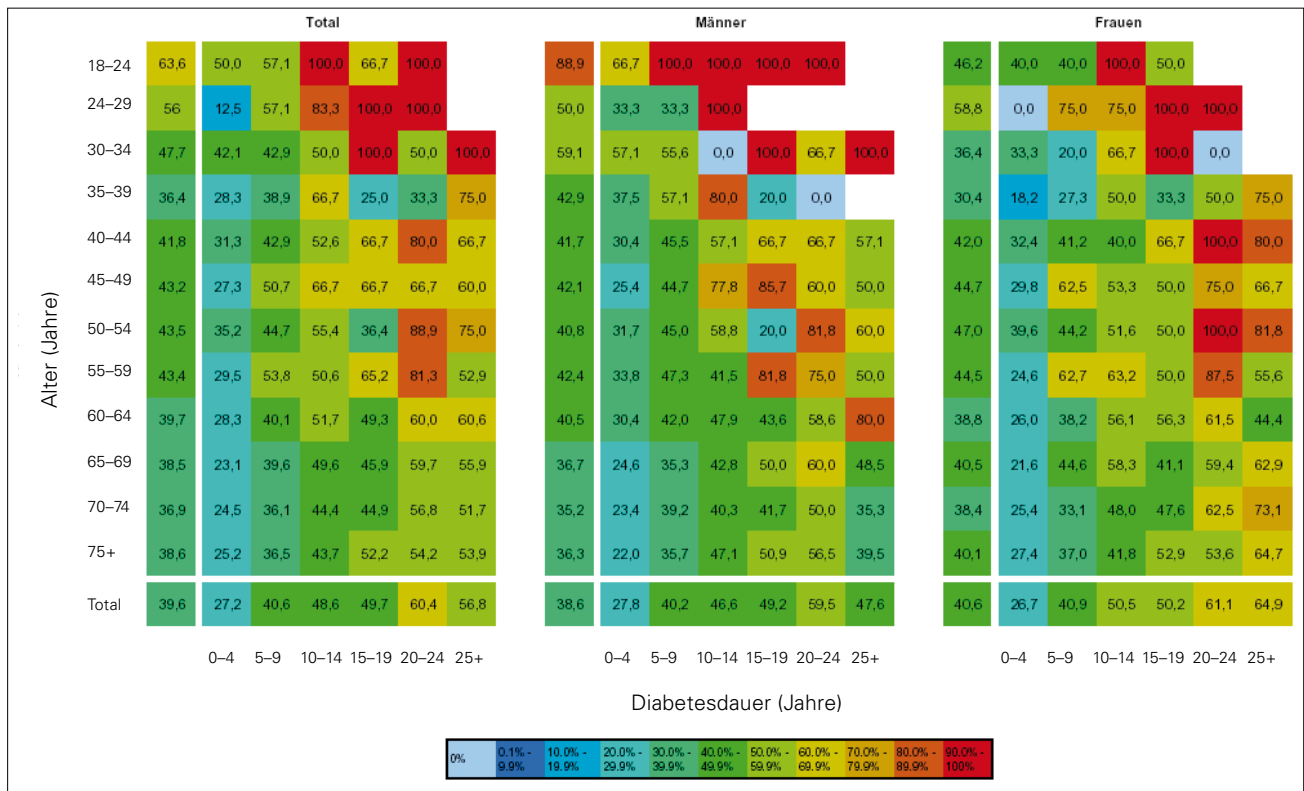 Total Männer Frauen
18–24 63,6 50,0 57,1 100,0 66,7 100,0 88,9 66,7 100,0 100,0 100,0 100,0 46,2 40,0 40,0 100,0 50,0
24–29 56 12,5 57,1 83,3 100,0 100,0 50,0 33,3 33,3 100,0 58,8 0,0 75,0 75,0 100,0 100,0
30–34 47,7 42,1 42,9 50,0 100,0 50,0 100,0 59,1 57,1 55,6 0,0 100,0 66,7 100,0 36,4 33,3 20,0 66,7 100,0 0,0
35–39 36,4 28,3 38,9 66,7 25,0 33,3 75,0 42,9 37,5 57,1 80,0 20,0 0,0 30,4 18,2 27,3 50,0 33,3 50,0 75,0
40–44 41,8 31,3 42,9 52,6 66,7 80,0 66,7 41,7 30,4 45,5 57,1 66,7 66,7 57,1 42,0 32,4 41,2 40,0 66,7 100,0 80,0
45–49 43,2 27,3 50,7 66,7 66,7 66,7 60,0 42,1 25,4 44,7 77,8 85,7 60,0 50,0 44,7 29,8 62,5 53,3 50,0 75,0 66,7
50–54 43,5 35,2 44,7 55,4 36,4 88,9 75,0 40,8 31,7 45,0 58,8 20,0 81,8 60,0 47,0 39,6 44,2 51,6 50,0 100,0 81,8
55–59 43,4 29,5 53,8 50,6 65,2 81,3 52,9 42,4 33,8 47,3 41,5 81,8 75,0 50,0 44,5 24,6 62,7 63,2 50,0 87,5 55,6
60–64 39,7 28,3 40,1 51,7 49,3 60,0 60,6 40,5 30,4 42,0 47,9 43,6 58,6 80,0 38,8 26,0 38,2 56,1 56,3 61,5 44,4
65–69 38,5 23,1 39,6 49,6 45,9 59,7 55,9 36,7 24,6 35,3 42,8 50,0 60,0 48,5 40,5 21,6 44,6 58,3 41,1 59,4 62,9
70–74 36,9 24,5 36,1 44,4 44,9 56,8 51,7 35,2 23,4 39,2 40,3 41,7 50,0 35,3 38,4 25,4 33,1 48,0 47,6 62,5 73,1
75+ 38,6 25,2 36,5 43,7 52,2 54,2 53,9 36,3 22,0 35,7 47,1 50,9 56,5 39,5 40,1 27,4 37,0 41,8 52,9 53,6 64,7
Total 39,6 27,2 40,6 48,6 49,7 60,4 56,8 38,6 27,8 40,2 46,6 49,2 59,5 47,6 40,6 26,7 40,9 50,5 50,2 61,1 64,9
Alter (Jahre)
0–4 5–9 10–14 15–19 20–24 25+ 0–4 5–9 10–14 15–19 20–24 25+ 0–4 5–9 10–14 15–19 20–24 25+
Diabetesdauer (Jahre)
0% 0.1% - 10.0% - 20.0% - 30.0% - 40.0% - 50.0% - 60.0% - 70.0% - 80.0% - 90.0% -
9.9% 19.9% 29.9% 39.9% 49.9% 59.9% 69.9% 79.9% 89.9% 100%